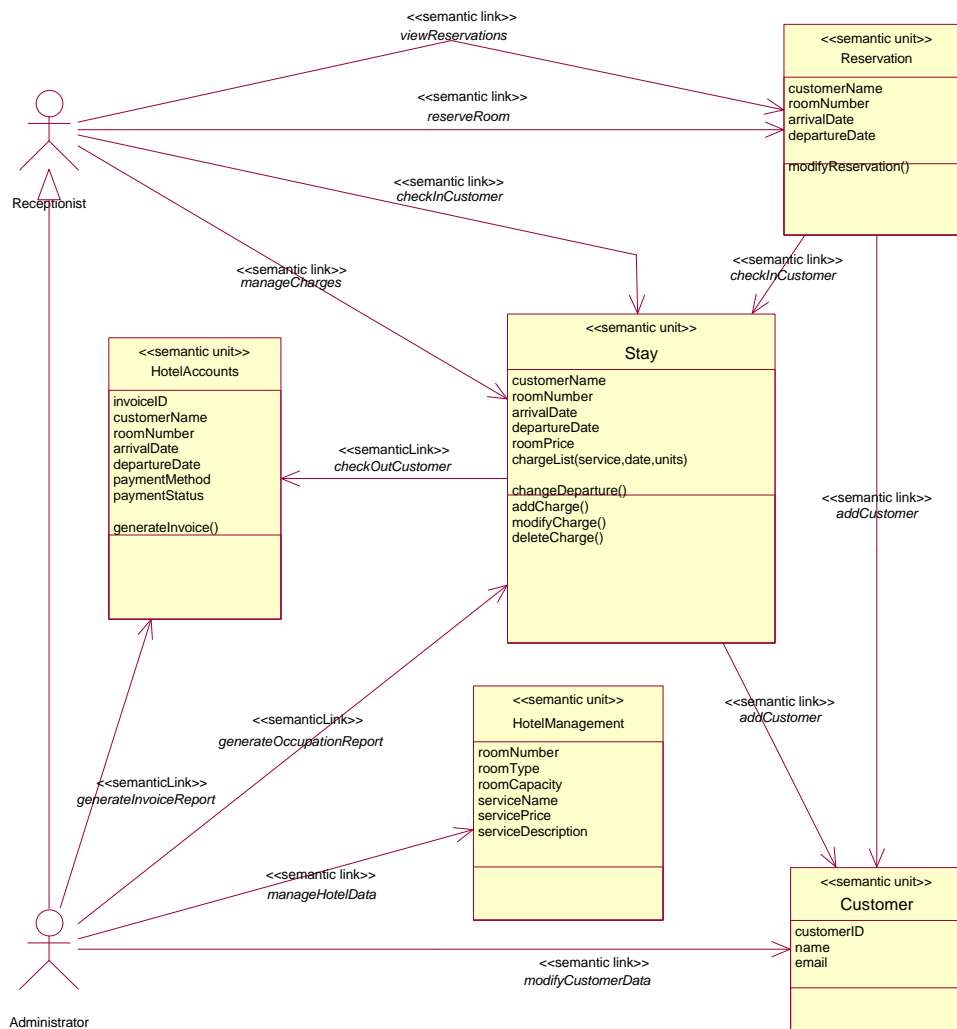 <<semantic link>>
viewReservations
<<semantic unit>>
Reservation
customerName
roomNumber
arrivalDate
departureDate
modifyReservation()
<<semantic link>>
reserveRoom
Receptionist
<<semantic link>>
checkInCustomer
<<semantic link>>
checkInCustomer
<<semantic link>>
manageCharges
<<semantic unit>>
HotelAccounts
invoiceID
customerName
roomNumber
arrivalDate
departureDate
paymentMethod
paymentStatus
generateInvoice()
<<semantic unit>>
Stay
customerName
roomNumber
arrivalDate
departureDate
roomPrice
chargeList(service,date,units)
changeDeparture()
addCharge()
modifyCharge()
deleteCharge()
<<semanticLink>>
checkOutCustomer
<<semantic link>>
addCustomer
<<semantic link>>
addCustomer
<<semanticLink>>
generateOccupationReport
<<semantic unit>>
HotelManagement
roomNumber
roomType
roomCapacity
serviceName
servicePrice
serviceDescription
<<semanticLink>>
generateInvoiceReport
<<semantic link>>
manageHotelData
<<semantic unit>>
Customer
customerID
name
email
<<semantic link>>
modifyCustomerData
Administrator